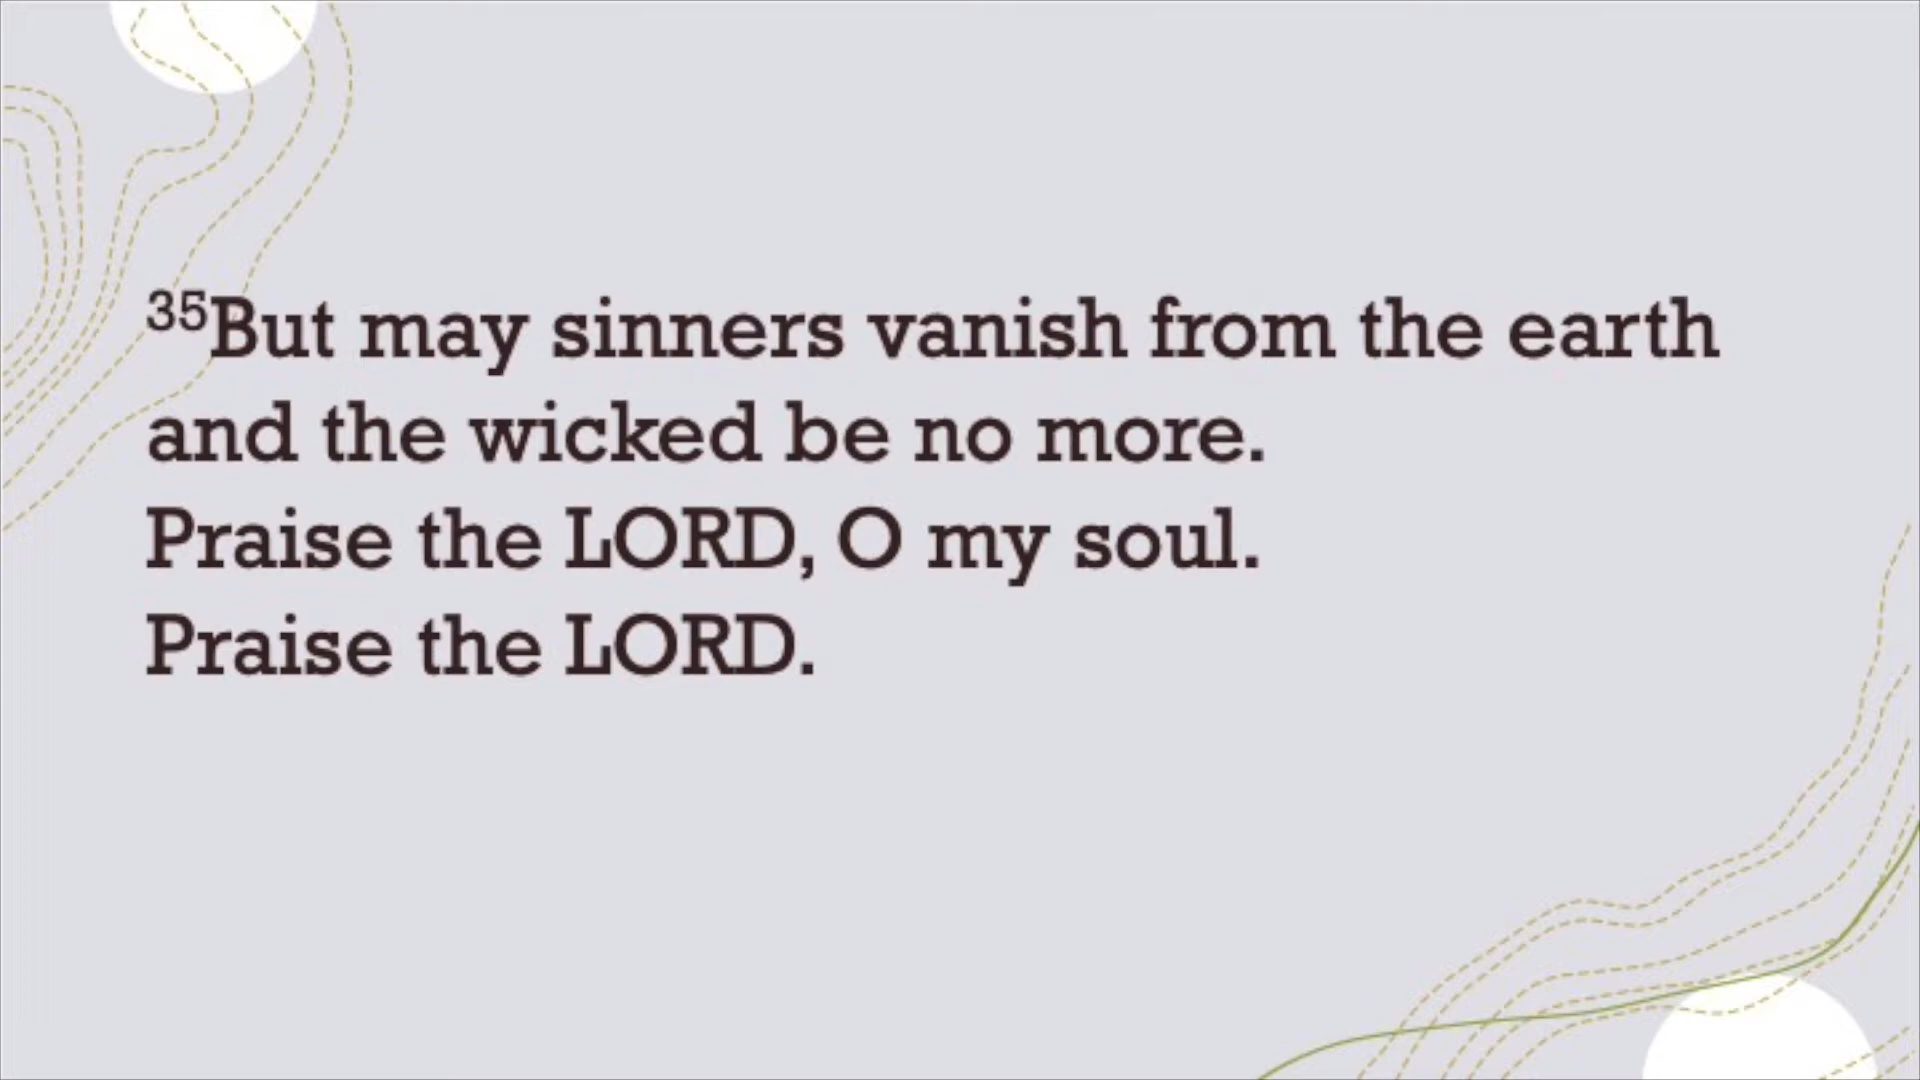 35But may sinners vanish from the earth
and the wicked be no more.
Praise the LORD, O my soul.
Praise the LORD.